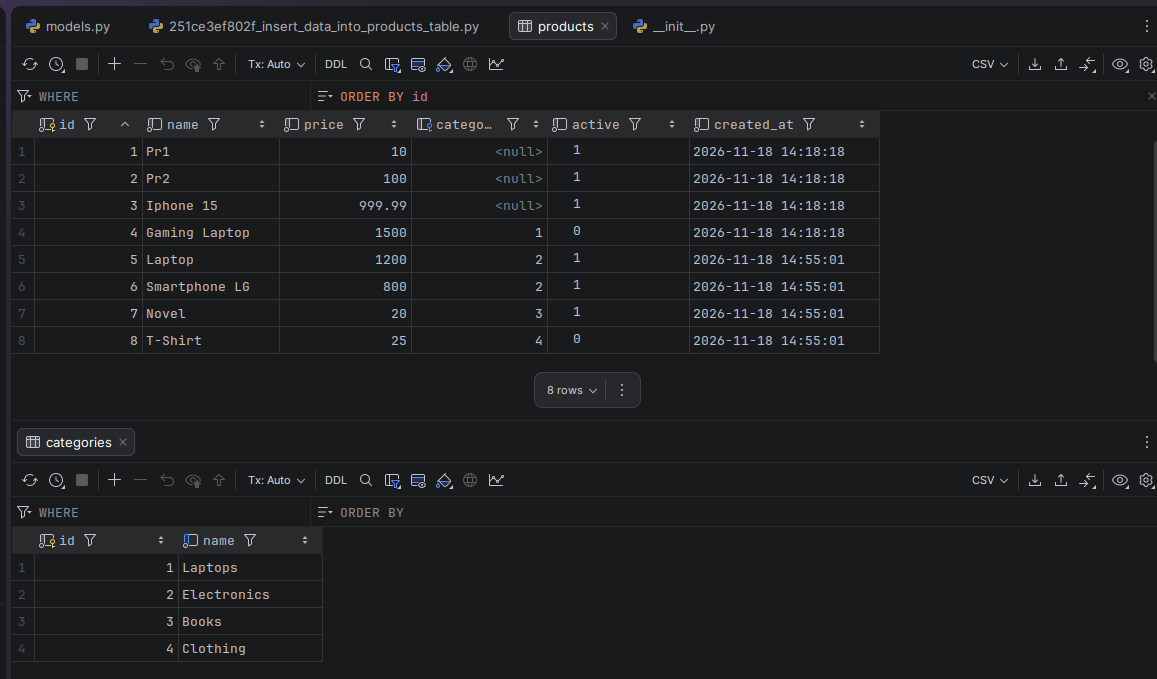 models.py 251ce3ef802f_insert_data_into_products_table.py products __init__.py
Tx: Auto DDL CSV
WHERE ORDER BY id
id name price catego… active created_at
1 1 Pr1 10 <null> 1 2026-11-18 14:18:18
2 2 Pr2 100 <null> 1 2026-11-18 14:18:18
3 3 Iphone 15 999.99 <null> 1 2026-11-18 14:18:18
4 4 Gaming Laptop 1500 1 0 2026-11-18 14:18:18
5 5 Laptop 1200 2 1 2026-11-18 14:55:01
6 6 Smartphone LG 800 2 1 2026-11-18 14:55:01
7 7 Novel 20 3 1 2026-11-18 14:55:01
8 8 T-Shirt 25 4 0 2026-11-18 14:55:01
8 rows
categories
Tx: Auto DDL CSV
WHERE ORDER BY
id name
1 1 Laptops
2 2 Electronics
3 3 Books
4 4 Clothing